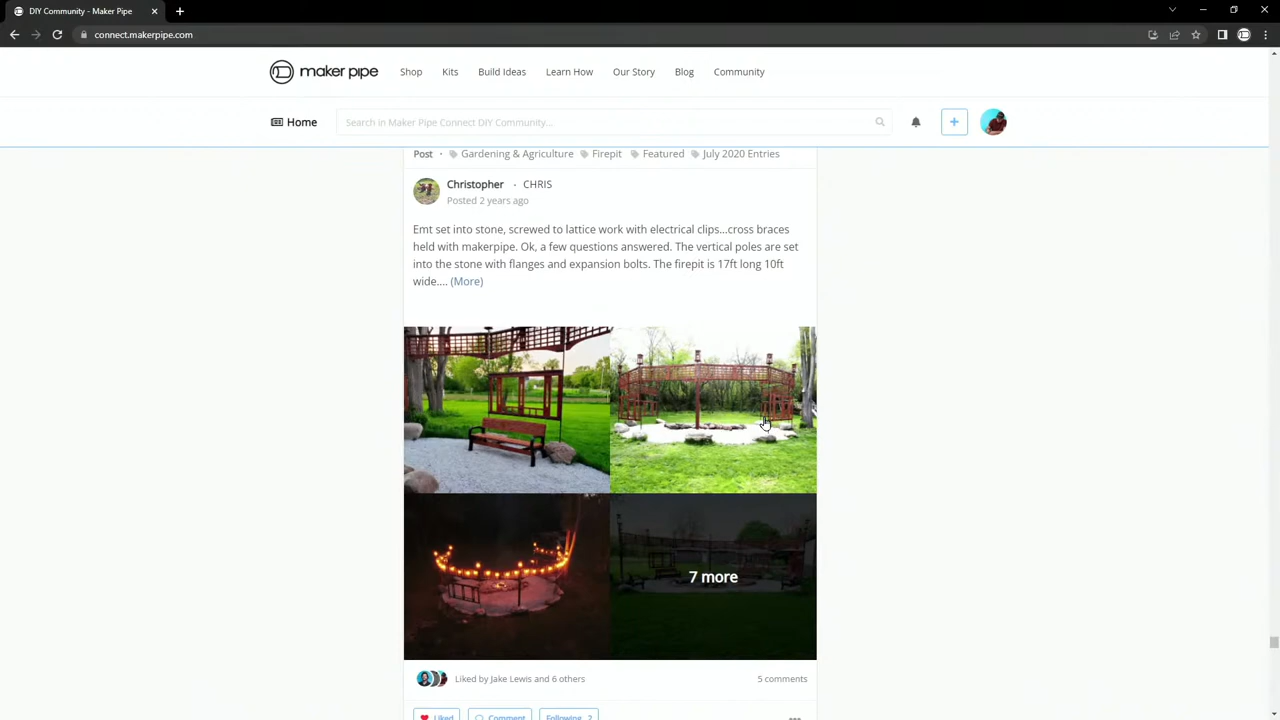 DIY Community - Maker Pipe
connect.makerpipe.com
maker pipe Shop Kits Build Ideas Learn How Our Story Blog Community
Home Search in Maker Pipe Connect DIY Community...
Post · Gardening & Agriculture Firepit Featured July 2020 Entries
Christopher · CHRIS
Posted 2 years ago
Emt set into stone, screwed to lattice work with electrical clips...cross braces
held with makerpipe. Ok, a few questions answered. The vertical poles are set
into the stone with flanges and expansion bolts. The firepit is 17ft long 10ft
wide.... (More)
7 more
Liked by Jake Lewis and 6 others 5 comments
Liked Comment Following 2